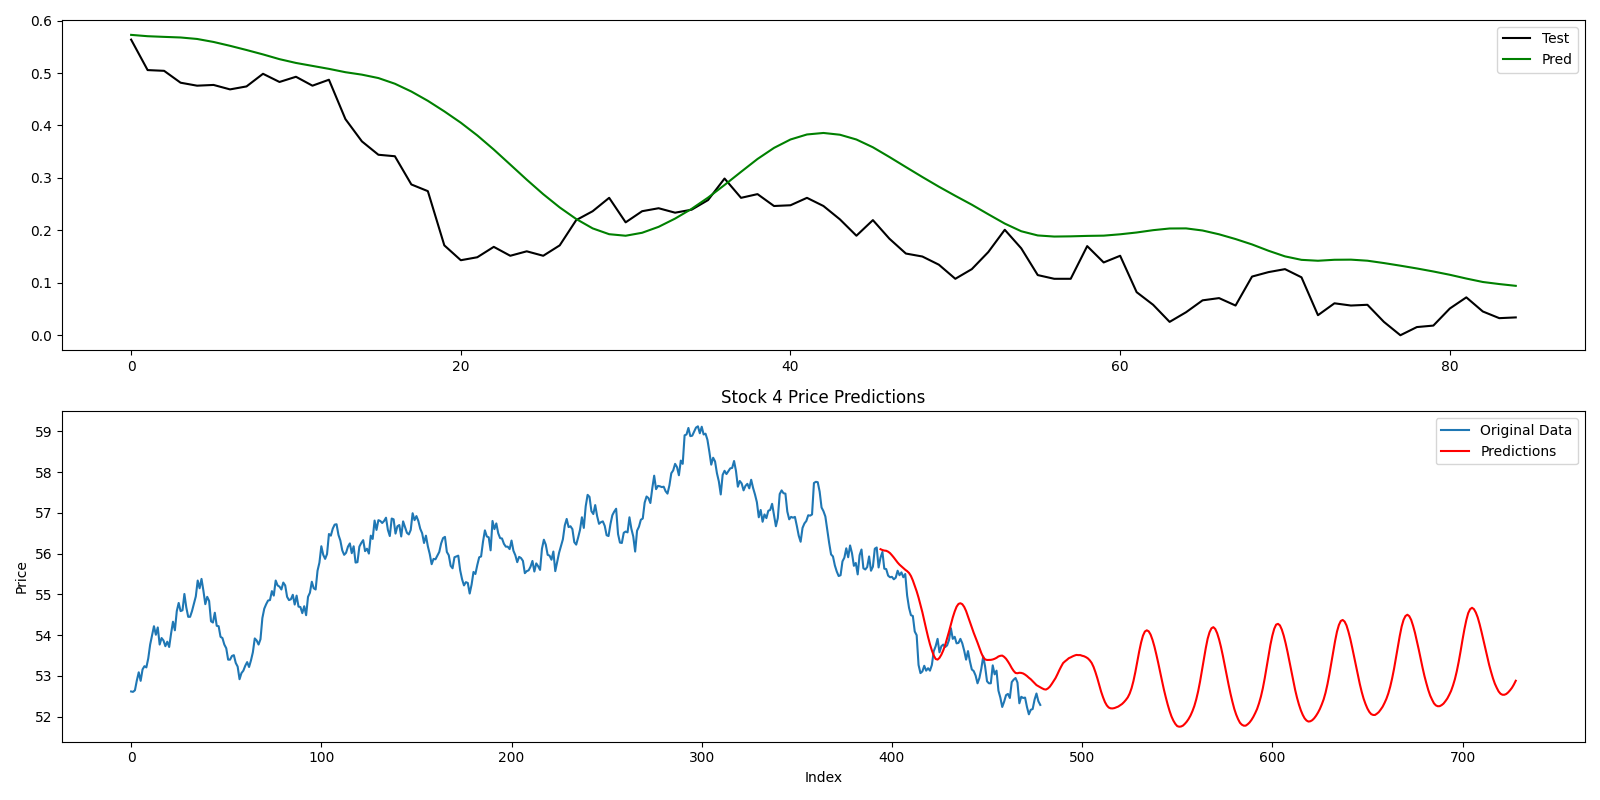 0.6
0.5
0.4
0.3
0.2
0.1
0.0
Test
Pred
0 20 40 60 80
Stock 4 Price Predictions
59
58
57
56
55
54
53
52
Price
Original Data
Predictions
0 100 200 300 400 500 600 700
Index